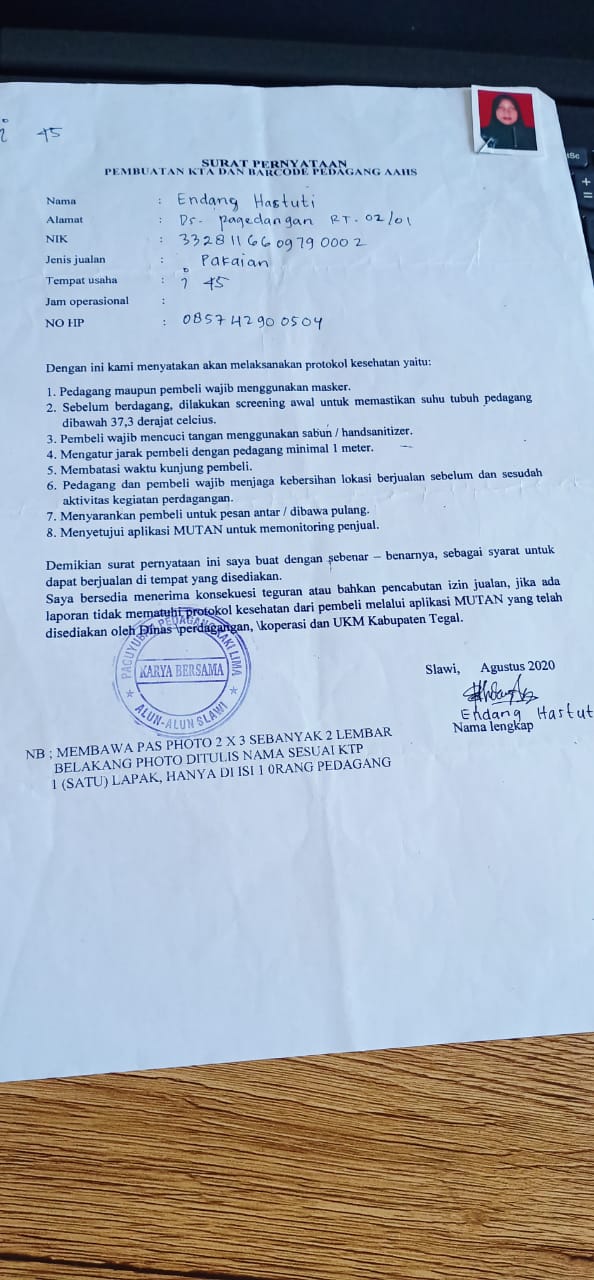 i 45
SURAT PERNYATAAN
PEMBUATAN KTA DAN BARCODE PEDAGANG AAHS
Nama : Endang Hastuti
Alamat : Ds. pagedangan RT. 02/01
NIK : 3328116609790002
Jenis jualan : Pakaian
Tempat usaha : i 45
Jam operasional :
NO HP : 085742900504
Dengan ini kami menyatakan akan melaksanakan protokol kesehatan yaitu:
1. Pedagang maupun pembeli wajib menggunakan masker.
2. Sebelum berdagang, dilakukan screening awal untuk memastikan suhu tubuh pedagang
dibawah 37,3 derajat celcius.
3. Pembeli wajib mencuci tangan menggunakan sabun / handsanitizer.
4. Mengatur jarak pembeli dengan pedagang minimal 1 meter.
5. Membatasi waktu kunjung pembeli.
6. Pedagang dan pembeli wajib menjaga kebersihan lokasi berjualan sebelum dan sesudah
aktivitas kegiatan perdagangan.
7. Menyarankan pembeli untuk pesan antar / dibawa pulang.
8. Menyetujui aplikasi MUTAN untuk memonitoring penjual.
Demikian surat pernyataan ini saya buat dengan sebenar – benarnya, sebagai syarat untuk
dapat berjualan di tempat yang disediakan.
Saya bersedia menerima konsekuesi teguran atau bahkan pencabutan izin jualan, jika ada
laporan tidak mematuhi protokol kesehatan dari pembeli melalui aplikasi MUTAN yang telah
disediakan oleh Dinas \perdagangan, \koperasi dan UKM Kabupaten Tegal.
PAGUYUBAN PEDAGANG KAKI LIMA
KARYA BERSAMA
ALUN-ALUN SLAWI
Slawi, Agustus 2020
Endang Hastut
Nama lengkap
NB : MEMBAWA PAS PHOTO 2 X 3 SEBANYAK 2 LEMBAR
BELAKANG PHOTO DITULIS NAMA SESUAI KTP
1 (SATU) LAPAK, HANYA DI ISI 1 0RANG PEDAGANG